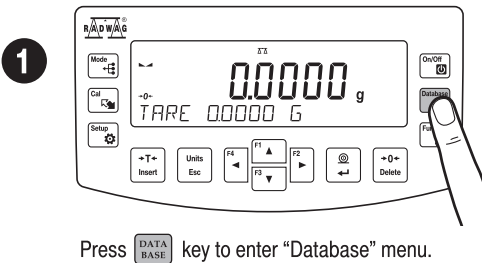 1
RADWAG®
Mode
On/Off
0.0000 g
Database
Cal
→0←
TARE 0.0000 G
Setup
Fun
→T← Insert
Units Esc
F4
F1
F3
F2
→0← Delete
Press DATA BASE key to enter “Database” menu.